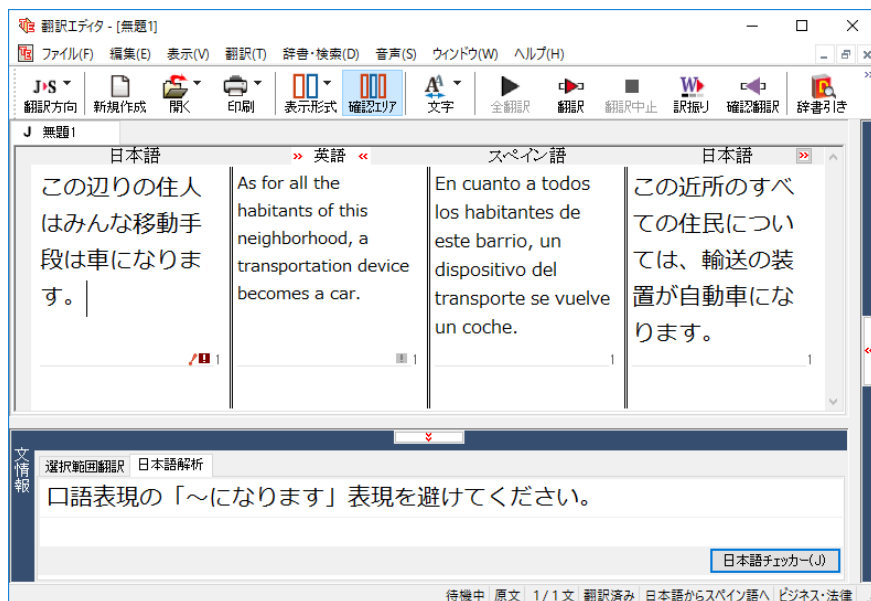 翻訳エディタ - [無題1]
ファイル(F) 編集(E) 表示(V) 翻訳(T) 辞書・検索(D) 音声(S) ウィンドウ(W) ヘルプ(H)
J▸S
翻訳方向 新規作成 開く 印刷 表示形式 確認エリア 文字 全翻訳 翻訳 翻訳中止 訳振り 確認翻訳 辞書引き
J 無題1
日本語 » 英語 « スペイン語 日本語 »
この辺りの住人
はみんな移動手
段は車になりま
す。
1
As for all the
habitants of this
neighborhood, a
transportation device
becomes a car.
1
En cuanto a todos
los habitantes de
este barrio, un
dispositivo del
transporte se vuelve
un coche.
1
この近所のすべ
ての住民につい
ては、輸送の装
置が自動車にな
ります。
1
文情報
選択範囲翻訳 日本語解析
口語表現の「～になります」表現を避けてください。
日本語チェッカー(J)
待機中 原文 1/1文 翻訳済み 日本語からスペイン語へ ビジネス・法律